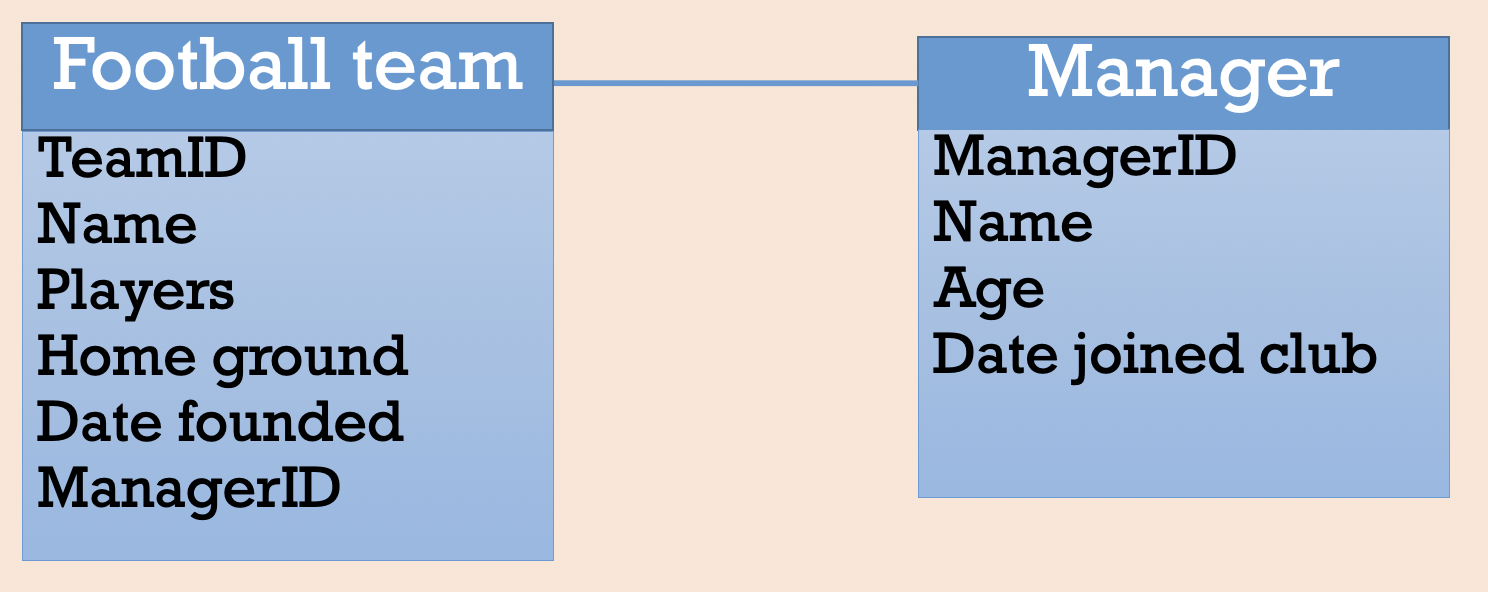 Football team
TeamID
Name
Players
Home ground
Date founded
ManagerID
Manager
ManagerID
Name
Age
Date joined club